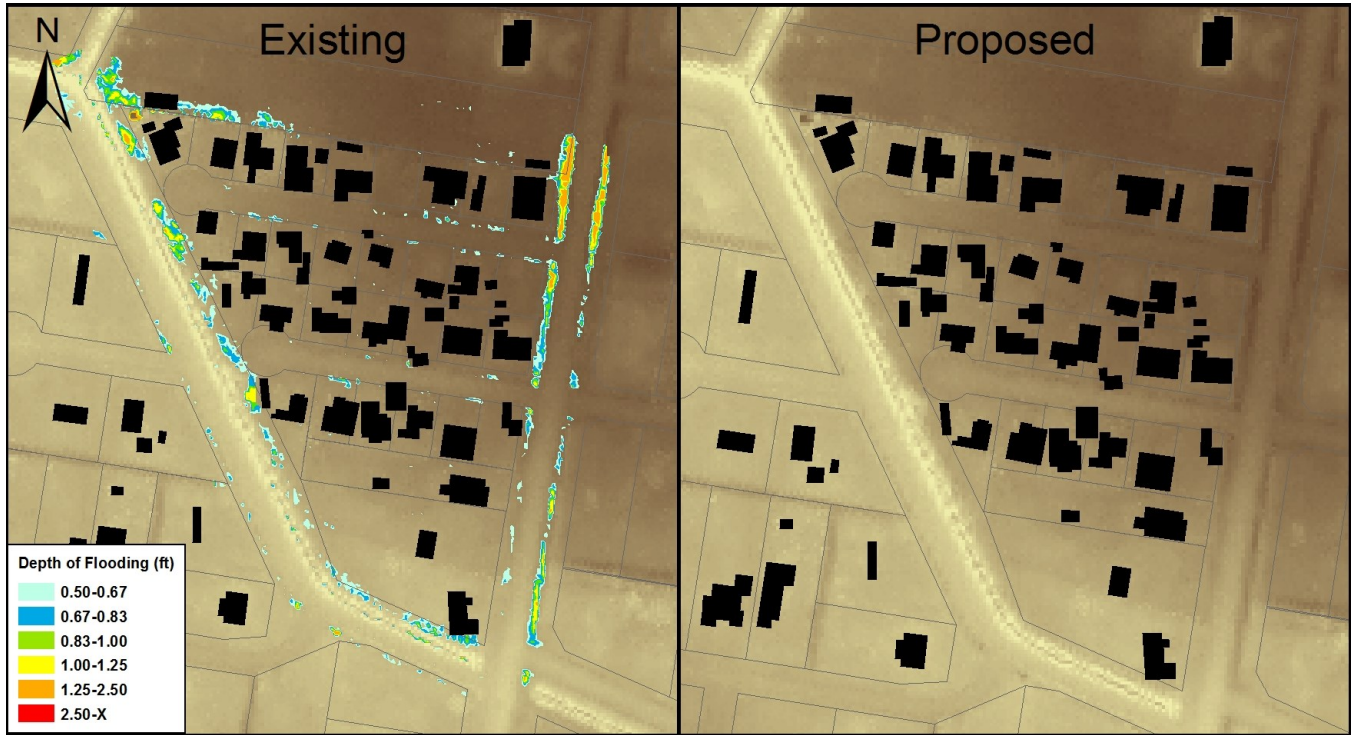 N
Existing
Proposed
Depth of Flooding (ft)
0.50-0.67
0.67-0.83
0.83-1.00
1.00-1.25
1.25-2.50
2.50-X